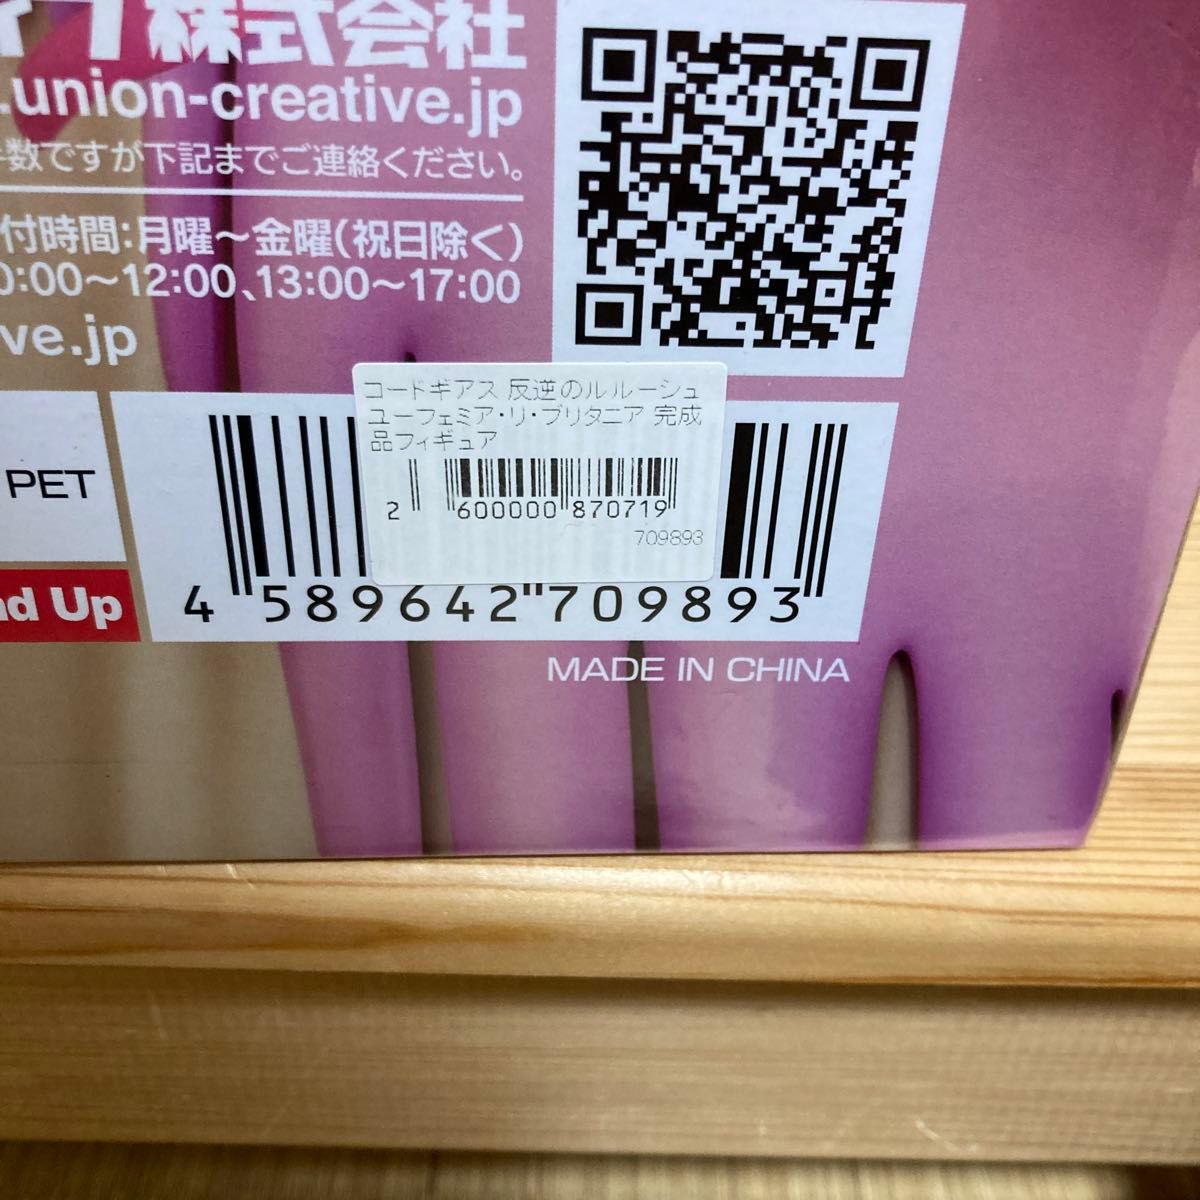 ィブ株式会社
.union-creative.jp
手数ですが下記までご連絡ください。
付時間:月曜〜金曜(祝日除く)
0:00〜12:00、13:00〜17:00
ve.jp
PET
nd Up
コードギアス 反逆のルルーシュ
ユーフェミア・リ・ブリタニア 完成
品フィギュア
2 600000 870719
709893
4 589642 709893
MADE IN CHINA